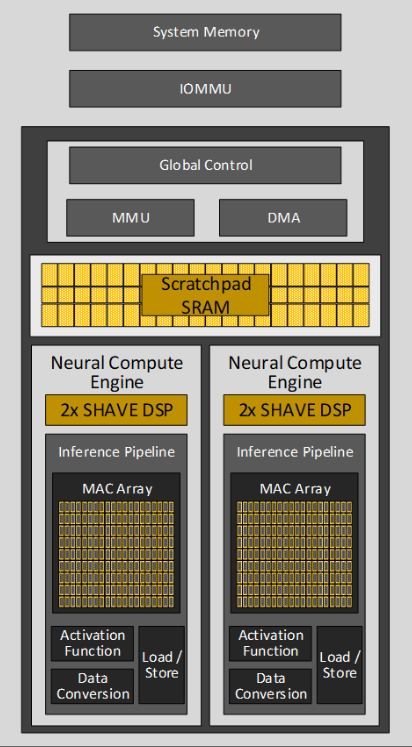 System Memory
IOMMU
Global Control
MMU
DMA
Scratchpad
SRAM
Neural Compute
Engine
2x SHAVE DSP
Inference Pipeline
MAC Array
Activation
Function
Data
Conversion
Load /
Store
Neural Compute
Engine
2x SHAVE DSP
Inference Pipeline
MAC Array
Activation
Function
Data
Conversion
Load /
Store